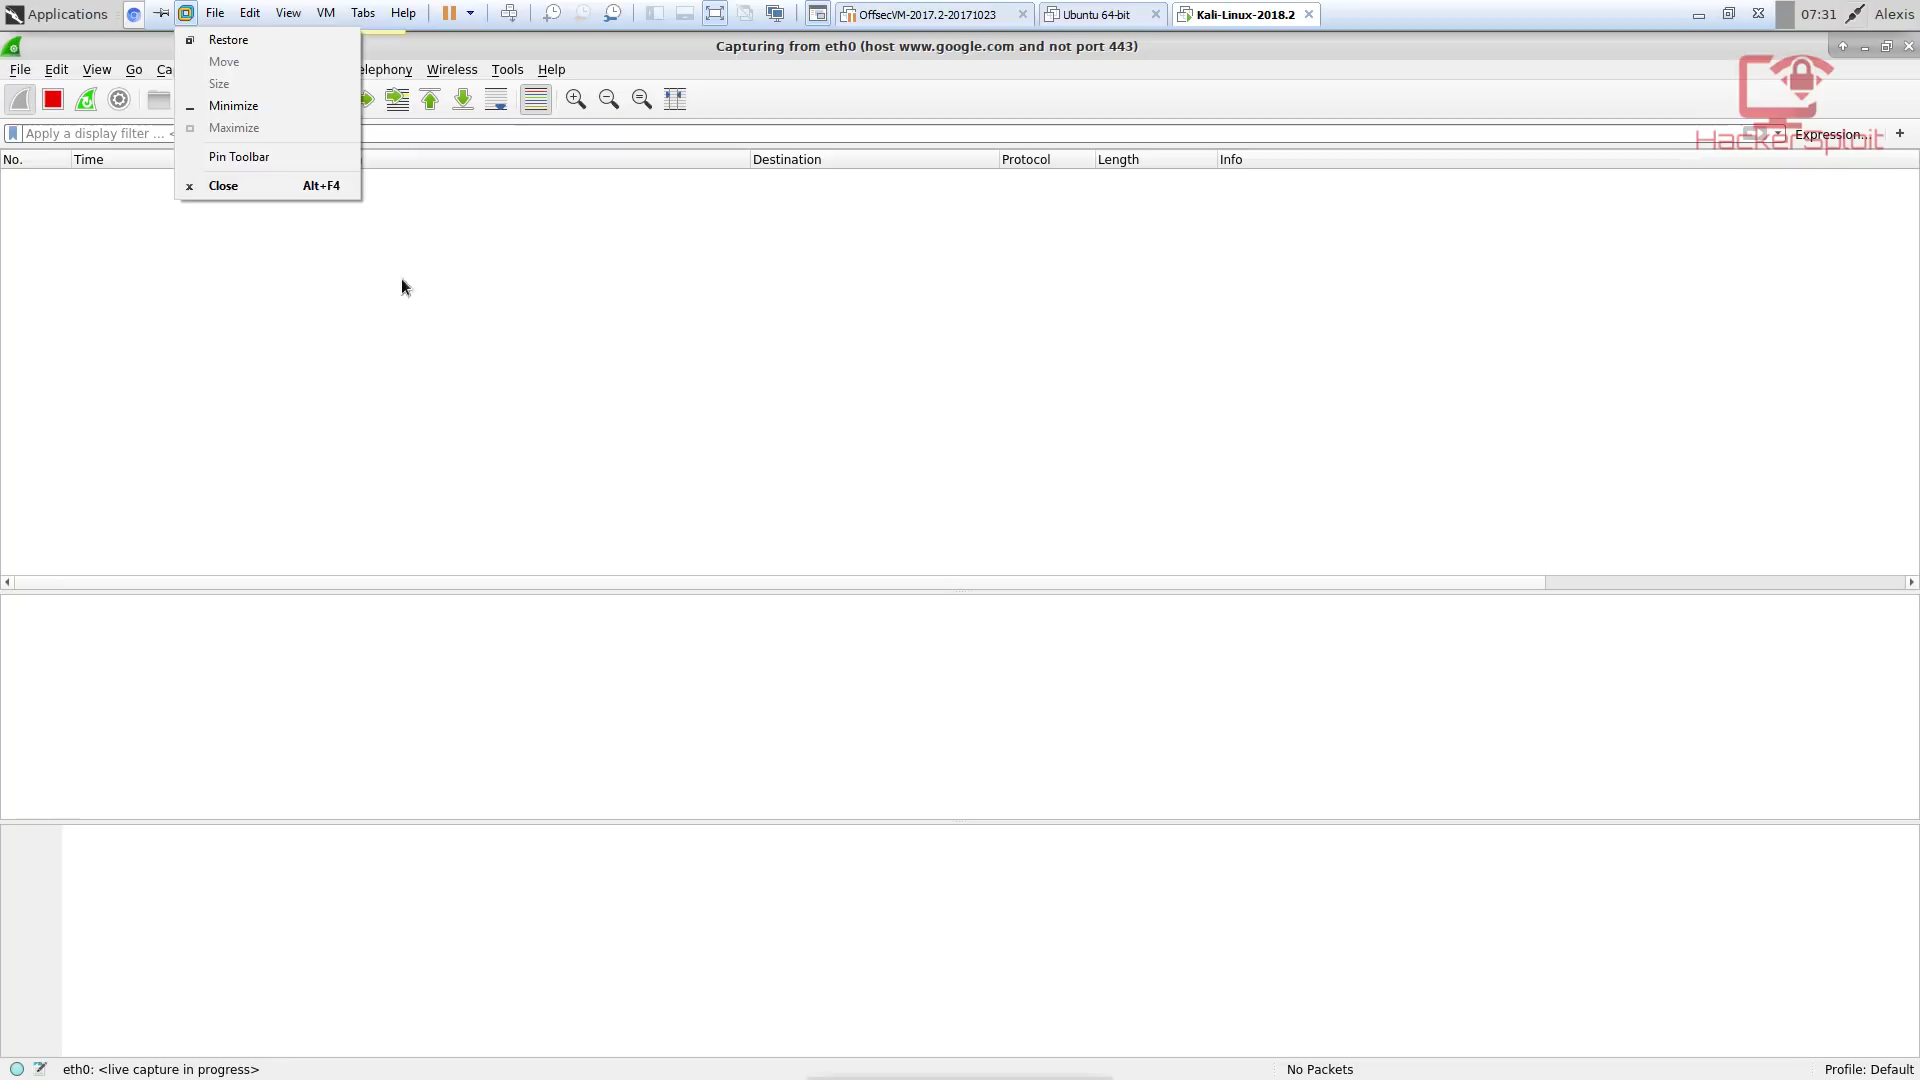 Applications File Edit View VM Tabs Help OffsecVM-2017.2-20171023 Ubuntu 64-bit Kali-Linux-2018.2 07:31 Alexis
Restore
Move
Size
Minimize
Maximize
Pin Toolbar
Close Alt+F4
Capturing from eth0 (host www.google.com and not port 443)
File Edit View Go Ca elephony Wireless Tools Help
Apply a display filter ... < Expression... +
HackerSploit
No. Time Destination Protocol Length Info
eth0: <live capture in progress> No Packets Profile: Default